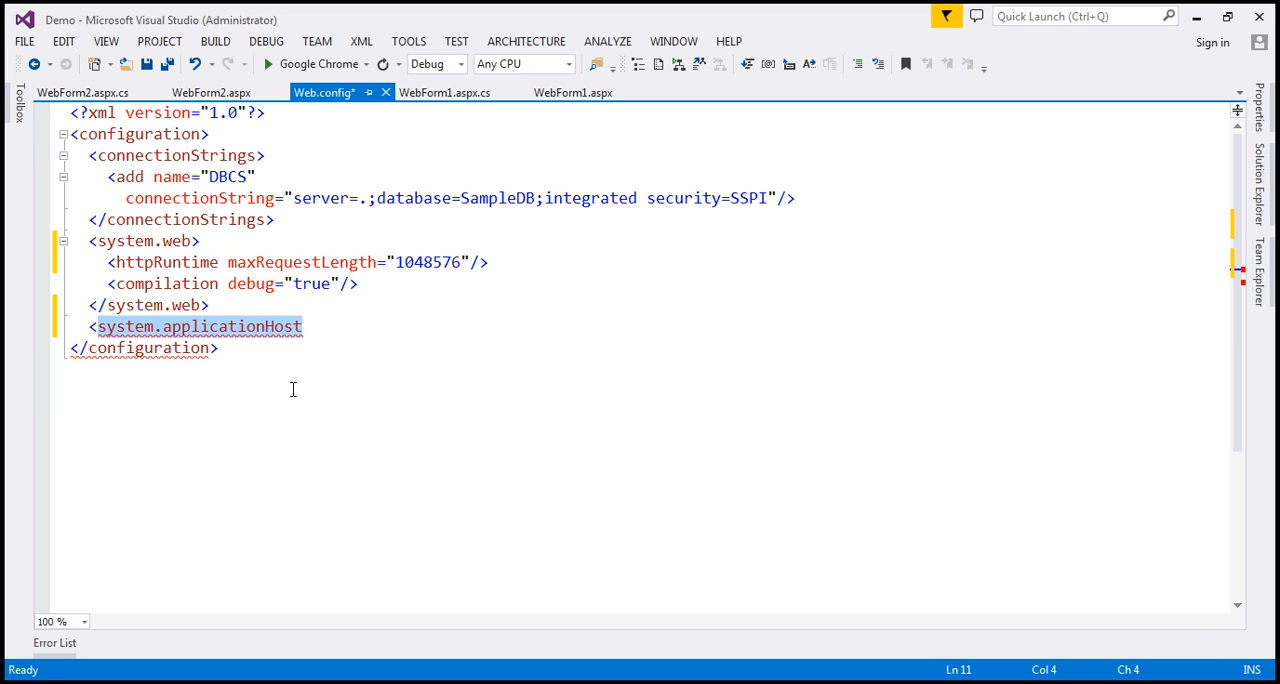 Demo - Microsoft Visual Studio (Administrator)
Quick Launch (Ctrl+Q)
FILE EDIT VIEW PROJECT BUILD DEBUG TEAM XML TOOLS TEST ARCHITECTURE ANALYZE WINDOW HELP
Sign in
Google Chrome Debug Any CPU
WebForm2.aspx.cs WebForm2.aspx Web.config* WebForm1.aspx.cs WebForm1.aspx
Toolbox
Properties
Solution Explorer
Team Explorer
<?xml version="1.0"?>
<configuration>
<connectionStrings>
<add name="DBCS"
connectionString="server=.;database=SampleDB;integrated security=SSPI"/>
</connectionStrings>
<system.web>
<httpRuntime maxRequestLength="1048576"/>
<compilation debug="true"/>
</system.web>
<system.applicationHost
</configuration>
100 %
Error List
Ready Ln 11 Col 4 Ch 4 INS